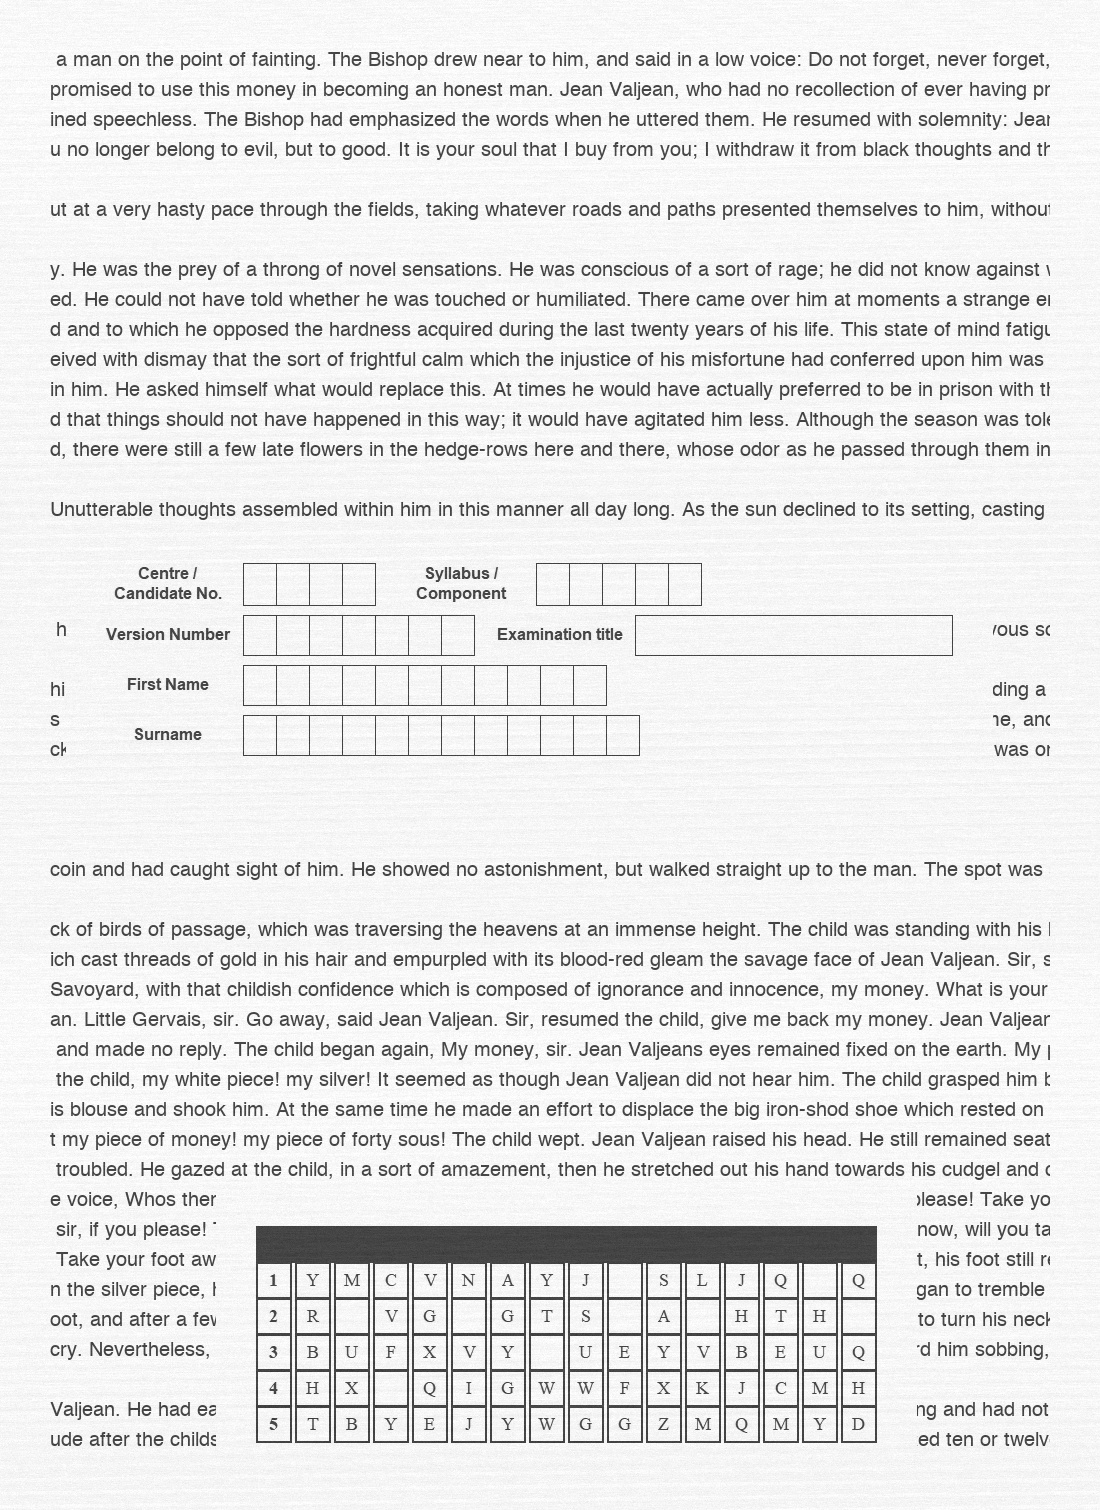 a man on the point of fainting. The Bishop drew near to him, and said in a low voice: Do not forget, never forget,
promised to use this money in becoming an honest man. Jean Valjean, who had no recollection of ever having pr
ined speechless. The Bishop had emphasized the words when he uttered them. He resumed with solemnity: Jean
u no longer belong to evil, but to good. It is your soul that I buy from you; I withdraw it from black thoughts and th
ut at a very hasty pace through the fields, taking whatever roads and paths presented themselves to him, without
y. He was the prey of a throng of novel sensations. He was conscious of a sort of rage; he did not know against
ed. He could not have told whether he was touched or humiliated. There came over him at moments a strange
d and to which he opposed the hardness acquired during the last twenty years of his life. This state of mind fatigu
eived with dismay that the sort of frightful calm which the injustice of his misfortune had conferred upon him was
in him. He asked himself what would replace this. At times he would have actually preferred to be in prison with th
d that things should not have happened in this way; it would have agitated him less. Although the season was tole
d, there were still a few late flowers in the hedge-rows here and there, whose odor as he passed through them in
Unutterable thoughts assembled within him in this manner all day long. As the sun declined to its setting, casting
Centre / Syllabus /
Candidate No. Component
h Version Number Examination title vous so
First Name
hi ding a
s ne, and
Surname
ck was or
coin and had caught sight of him. He showed no astonishment, but walked straight up to the man. The spot was
ck of birds of passage, which was traversing the heavens at an immense height. The child was standing with his
ich cast threads of gold in his hair and empurpled with its blood-red gleam the savage face of Jean Valjean. Sir, s
Savoyard, with that childish confidence which is composed of ignorance and innocence, my money. What is your
an. Little Gervais, sir. Go away, said Jean Valjean. Sir, resumed the child, give me back my money. Jean Valjean
and made no reply. The child began again, My money, sir. Jean Valjeans eyes remained fixed on the earth. My
the child, my white piece! my silver! It seemed as though Jean Valjean did not hear him. The child grasped him b
is blouse and shook him. At the same time he made an effort to displace the big iron-shod shoe which rested on
t my piece of money! my piece of forty sous! The child wept. Jean Valjean raised his head. He still remained seat
troubled. He gazed at the child, in a sort of amazement, then he stretched out his hand towards his cudgel and
e voice, Whos ther please! Take yo
sir, if you please! now, will you ta
Take your foot aw t, his foot still re
1 Y M C V N A Y J S L J Q Q
n the silver piece, h gan to tremble
2 R V G G T S A H T H
oot, and after a few to turn his neck
3 B U F X V Y U E Y V B E U Q
cry. Nevertheless, rd him sobbing,
4 H X Q I G W W F X K J C M H
Valjean. He had ea ng and had not
5 T B Y E J Y W G G Z M Q M Y D
ude after the childs ed ten or twelv